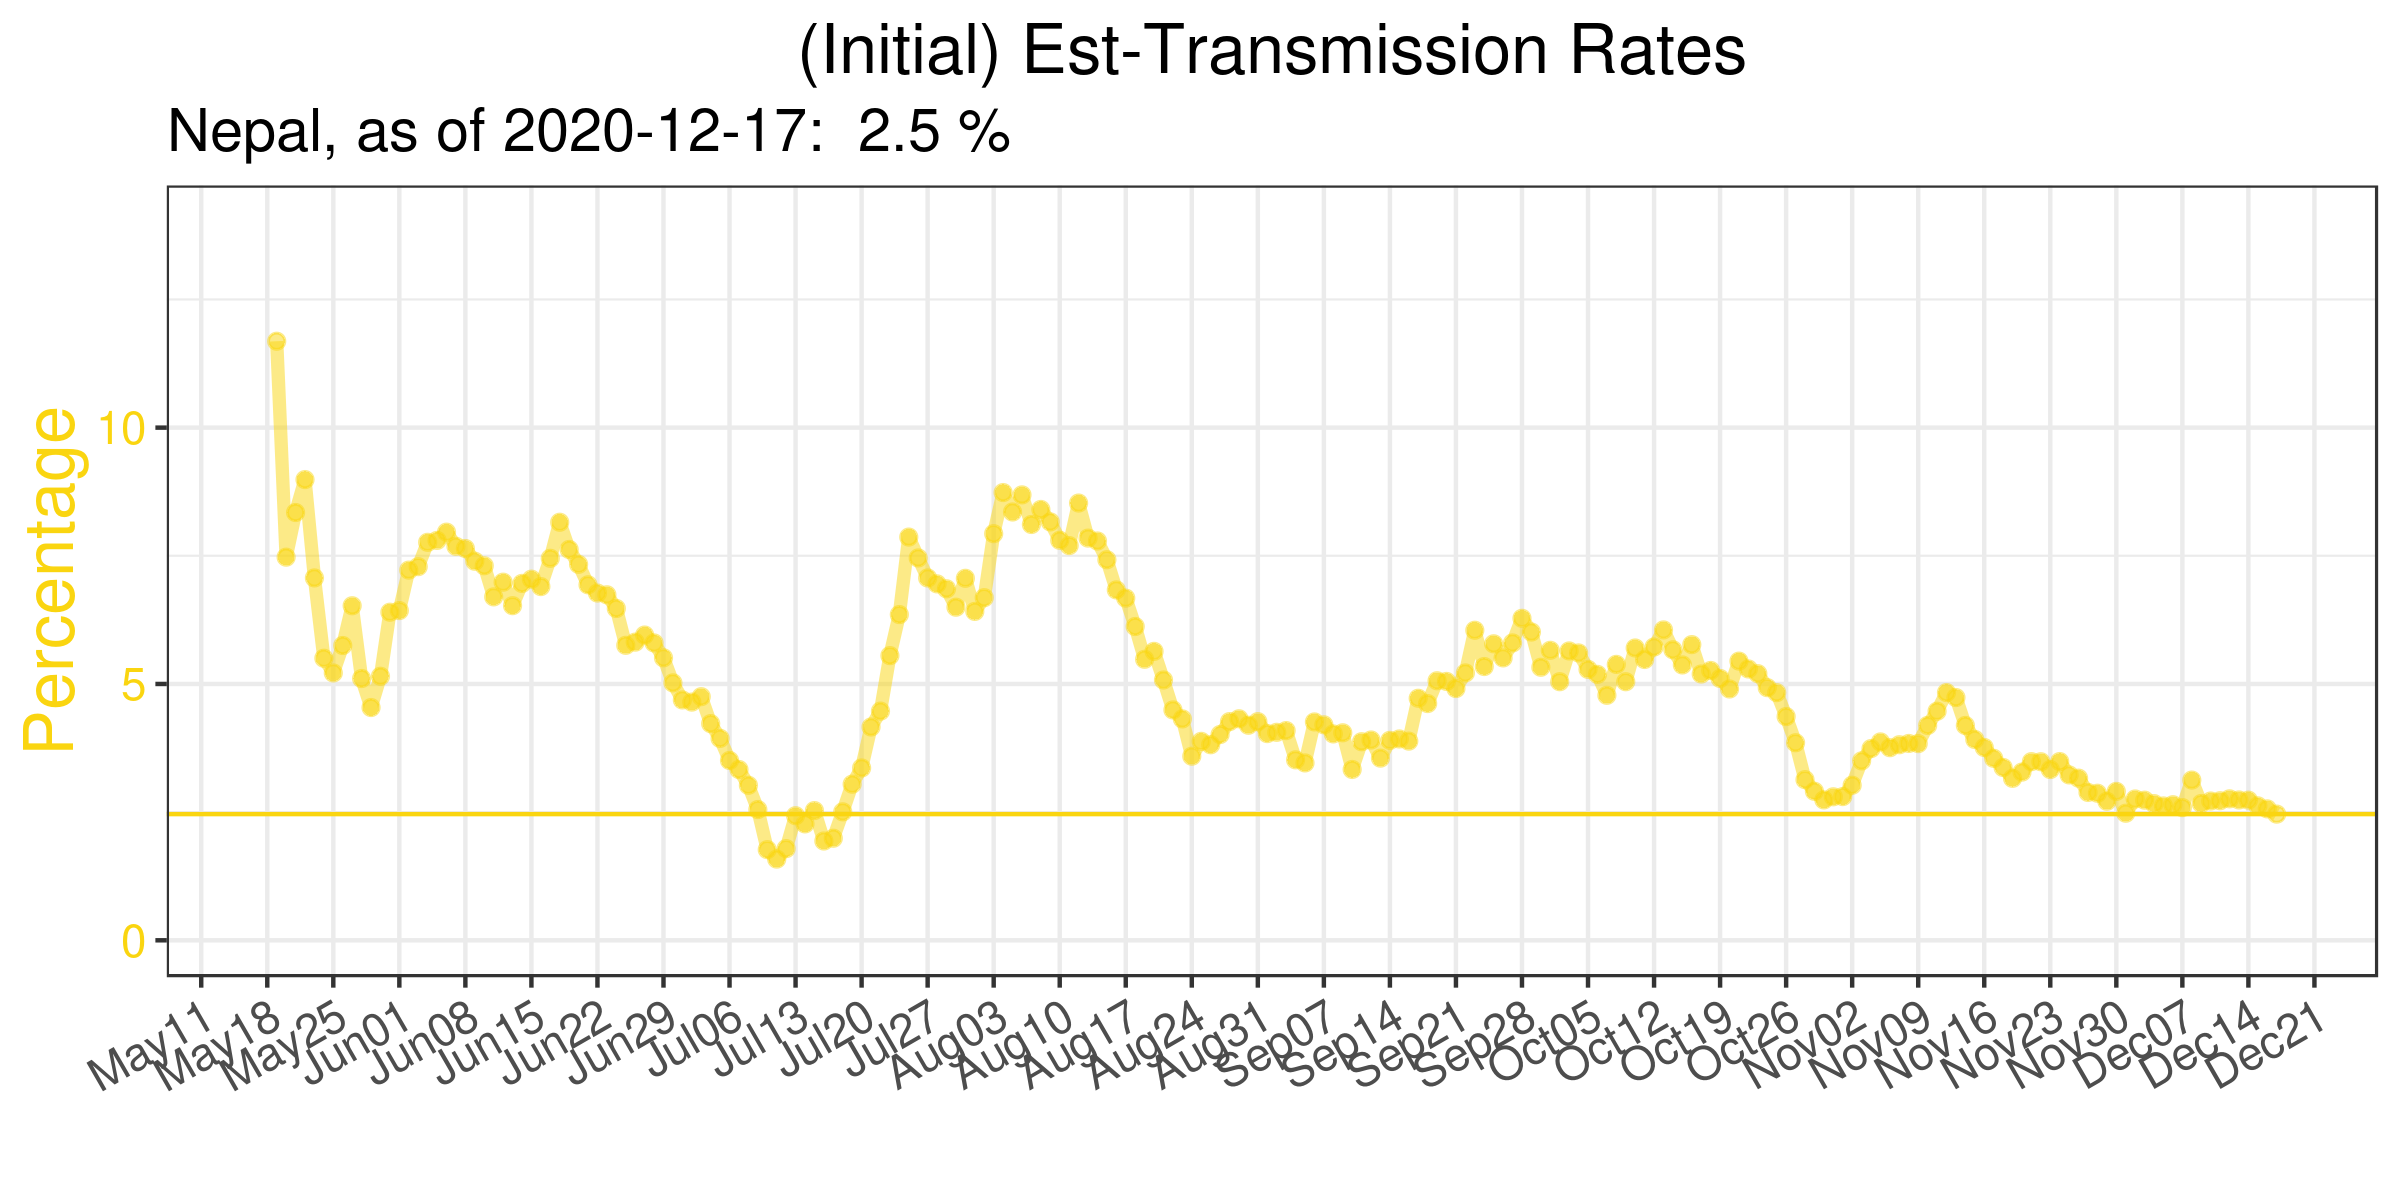 (Initial) Est-Transmission Rates
Nepal, as of 2020-12-17:  2.5 %
Percentage
10
5
0
May11
May18
May25
Jun01
Jun08
Jun15
Jun22
Jun29
Jul06
Jul13
Jul20
Jul27
Aug03
Aug10
Aug17
Aug24
Aug31
Sep07
Sep14
Sep21
Sep28
Oct05
Oct12
Oct19
Oct26
Nov02
Nov09
Nov16
Nov23
Nov30
Dec07
Dec14
Dec21